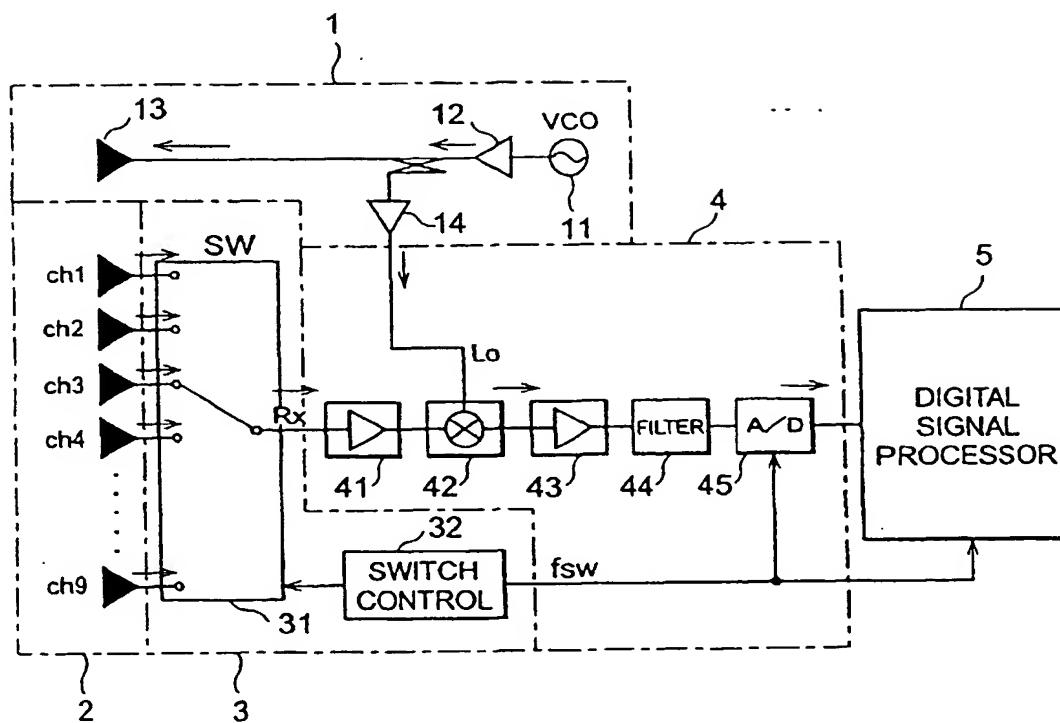 1
13
12
VCO
14
11
4
SW
5
ch1
ch2
ch3
ch4
ch9
Lo
Rx
FILTER
A/D
DIGITAL
SIGNAL
PROCESSOR
41
42
43
44
45
32
SWITCH
CONTROL
fsw
31
2
3